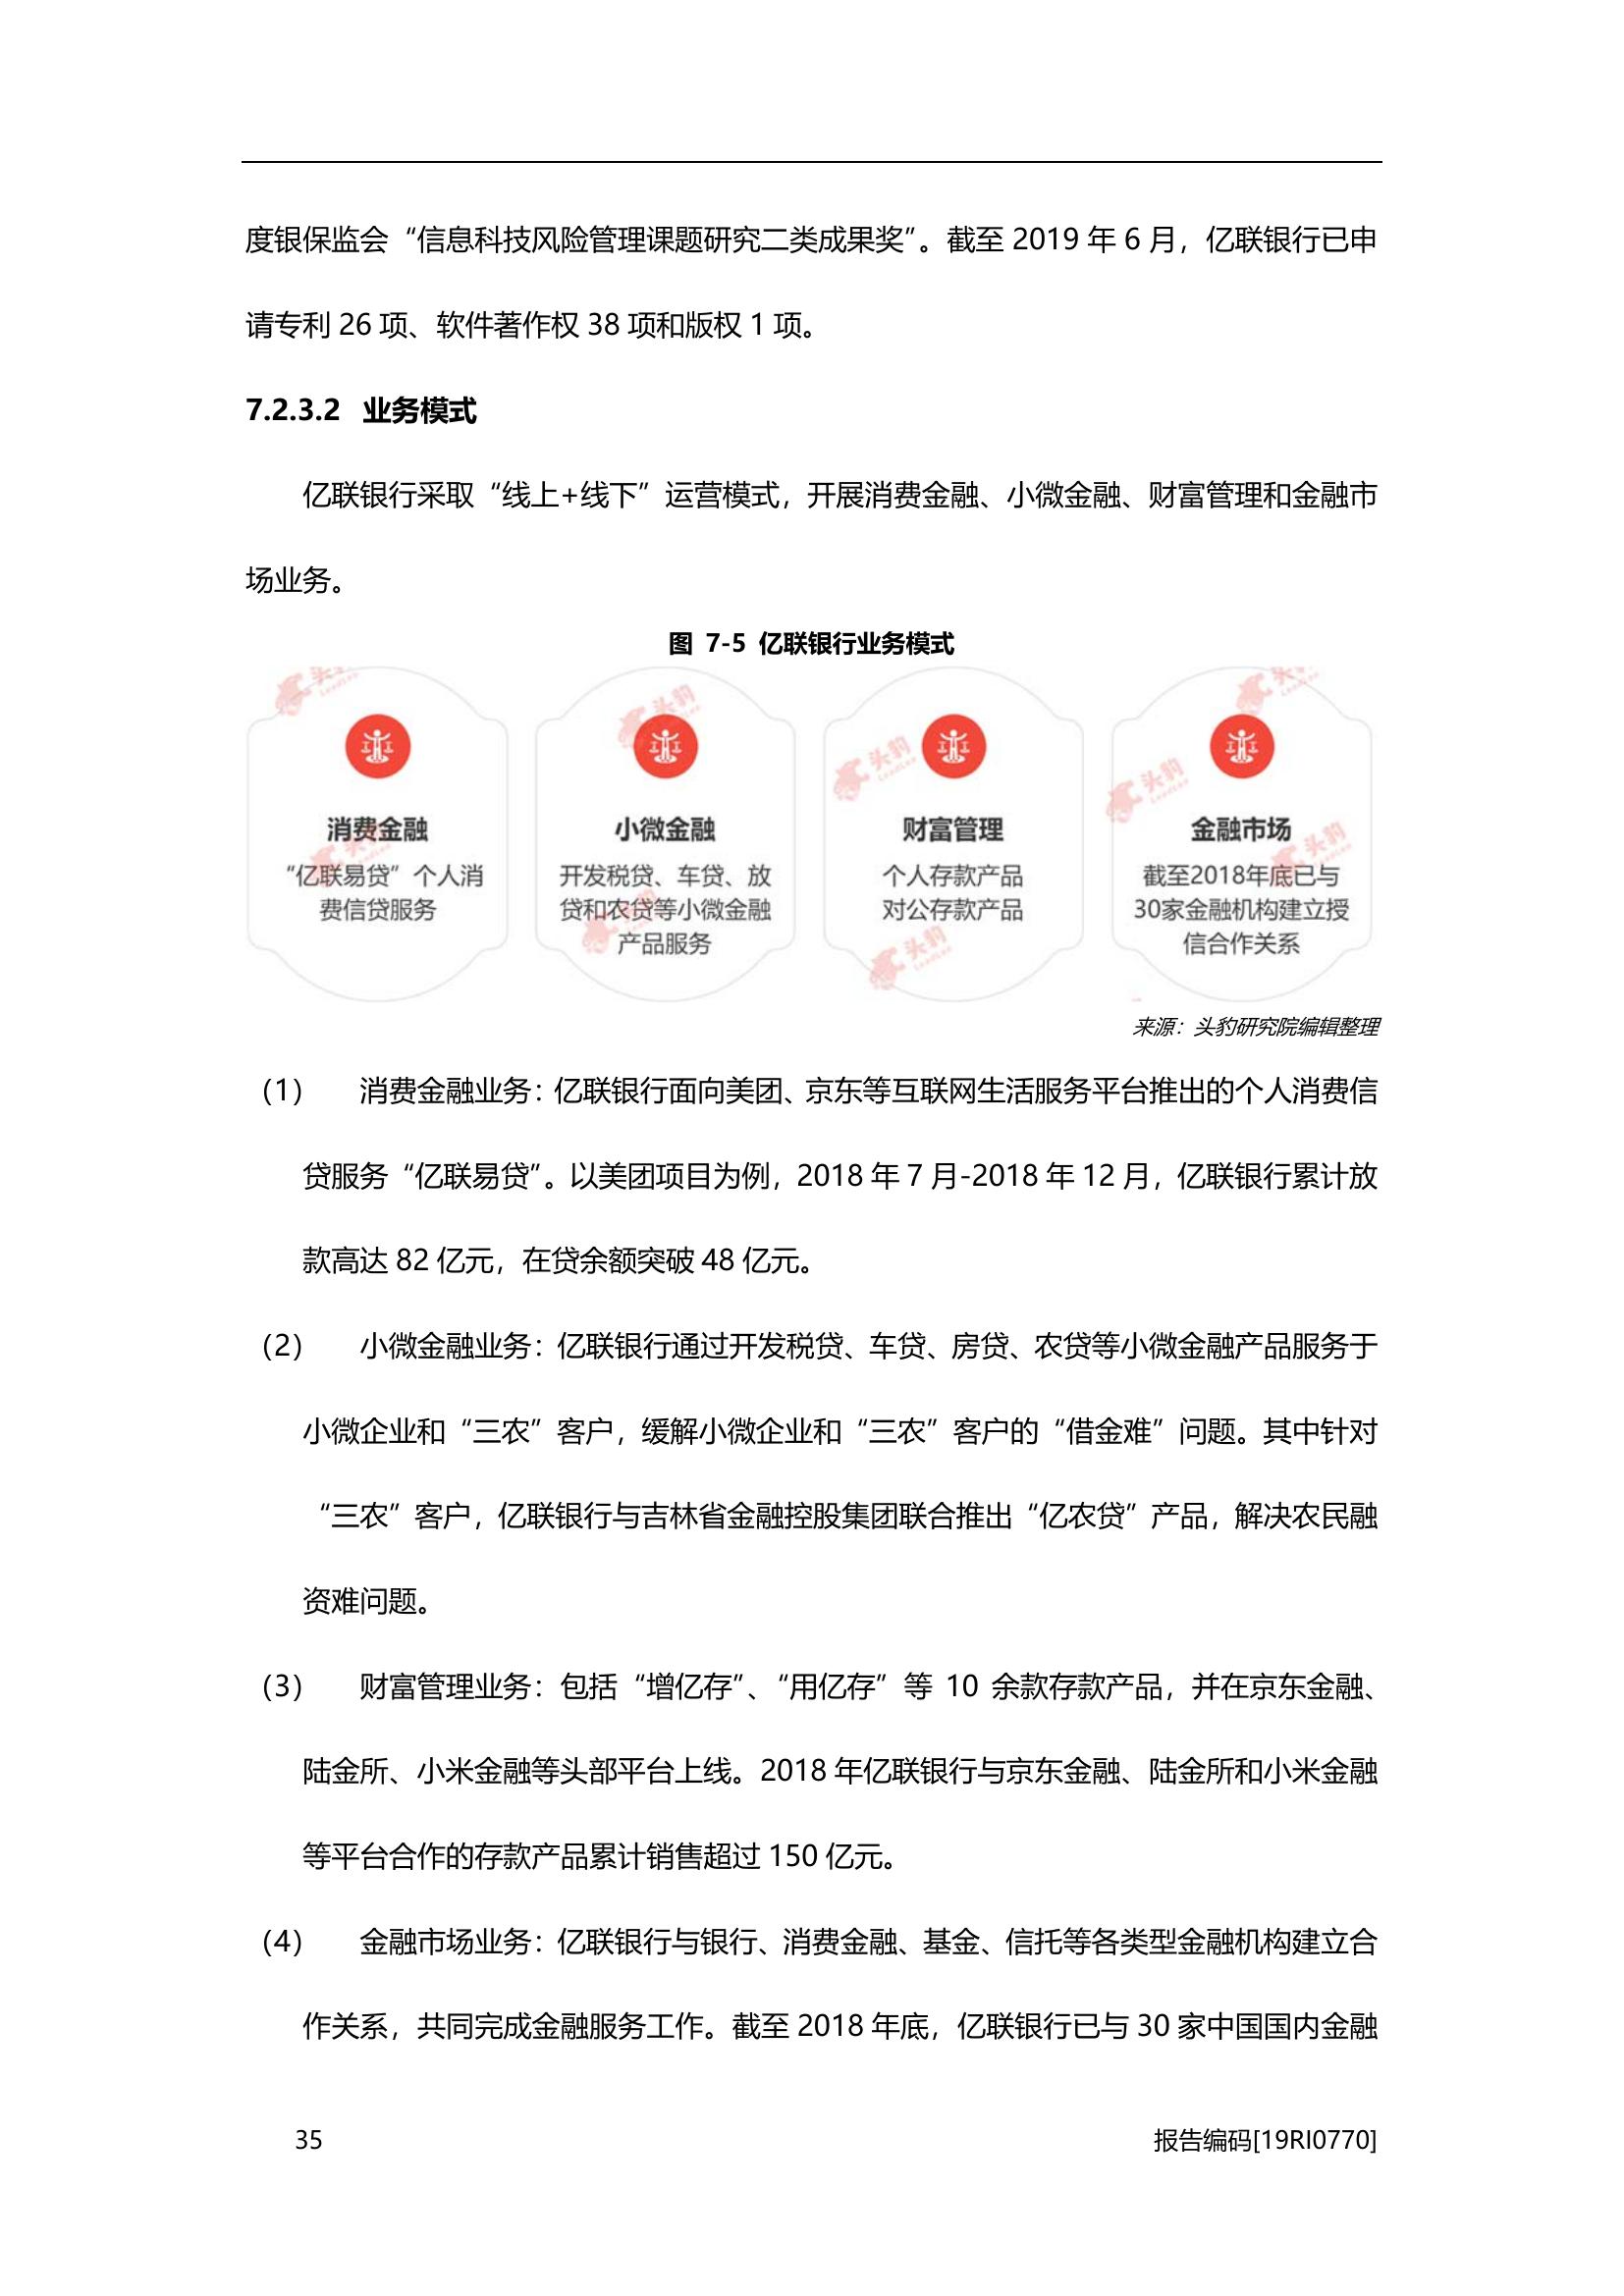 度银保监会“信息科技风险管理课题研究二类成果奖”。截至 2019 年 6 月，亿联银行已申
请专利 26 项、软件著作权 38 项和版权 1 项。
7.2.3.2 业务模式
亿联银行采取“线上+线下”运营模式，开展消费金融、小微金融、财富管理和金融市
场业务。
图 7-5 亿联银行业务模式
消费金融
“亿联易贷”个人消
费信贷服务
小微金融
开发税贷、车贷、放
贷和农贷等小微金融
产品服务
财富管理
个人存款产品
对公存款产品
金融市场
截至2018年底已与
30家金融机构建立授
信合作关系
头豹
LeadLeo
来源：头豹研究院编辑整理
（1） 消费金融业务：亿联银行面向美团、京东等互联网生活服务平台推出的个人消费信
贷服务“亿联易贷”。以美团项目为例，2018 年 7 月-2018 年 12 月，亿联银行累计放
款高达 82 亿元，在贷余额突破 48 亿元。
（2） 小微金融业务：亿联银行通过开发税贷、车贷、房贷、农贷等小微金融产品服务于
小微企业和“三农”客户，缓解小微企业和“三农”客户的“借金难”问题。其中针对
“三农”客户，亿联银行与吉林省金融控股集团联合推出“亿农贷”产品，解决农民融
资难问题。
（3） 财富管理业务：包括“增亿存”、“用亿存”等 10 余款存款产品，并在京东金融、
陆金所、小米金融等头部平台上线。2018 年亿联银行与京东金融、陆金所和小米金融
等平台合作的存款产品累计销售超过 150 亿元。
（4） 金融市场业务：亿联银行与银行、消费金融、基金、信托等各类型金融机构建立合
作关系，共同完成金融服务工作。截至 2018 年底，亿联银行已与 30 家中国国内金融
35
报告编码[19RI0770]